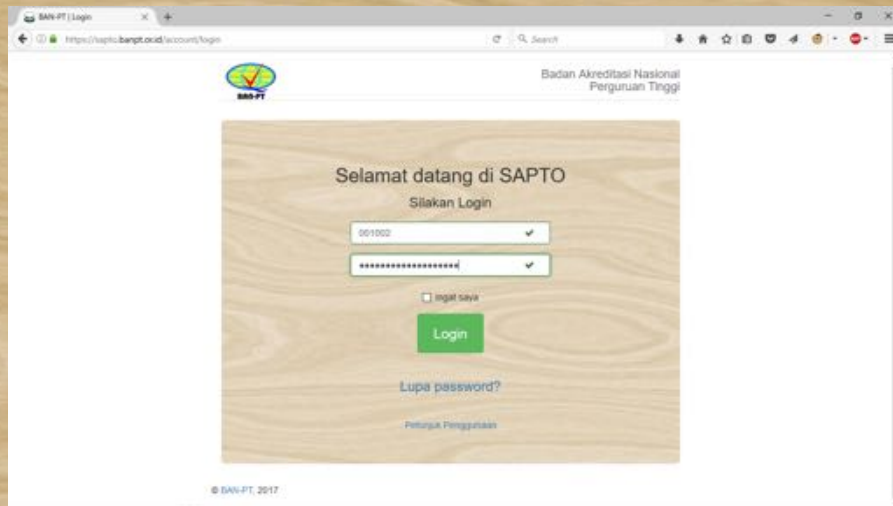 BAN-PT | Login
https://sapto.banpt.or.id/account/login
Search
BAN-PT
Badan Akreditasi Nasional
Perguruan Tinggi
Selamat datang di SAPTO
Silakan Login
001002
Ingat saya
Login
Lupa password?
Petunjuk Penggunaan
© BAN-PT, 2017